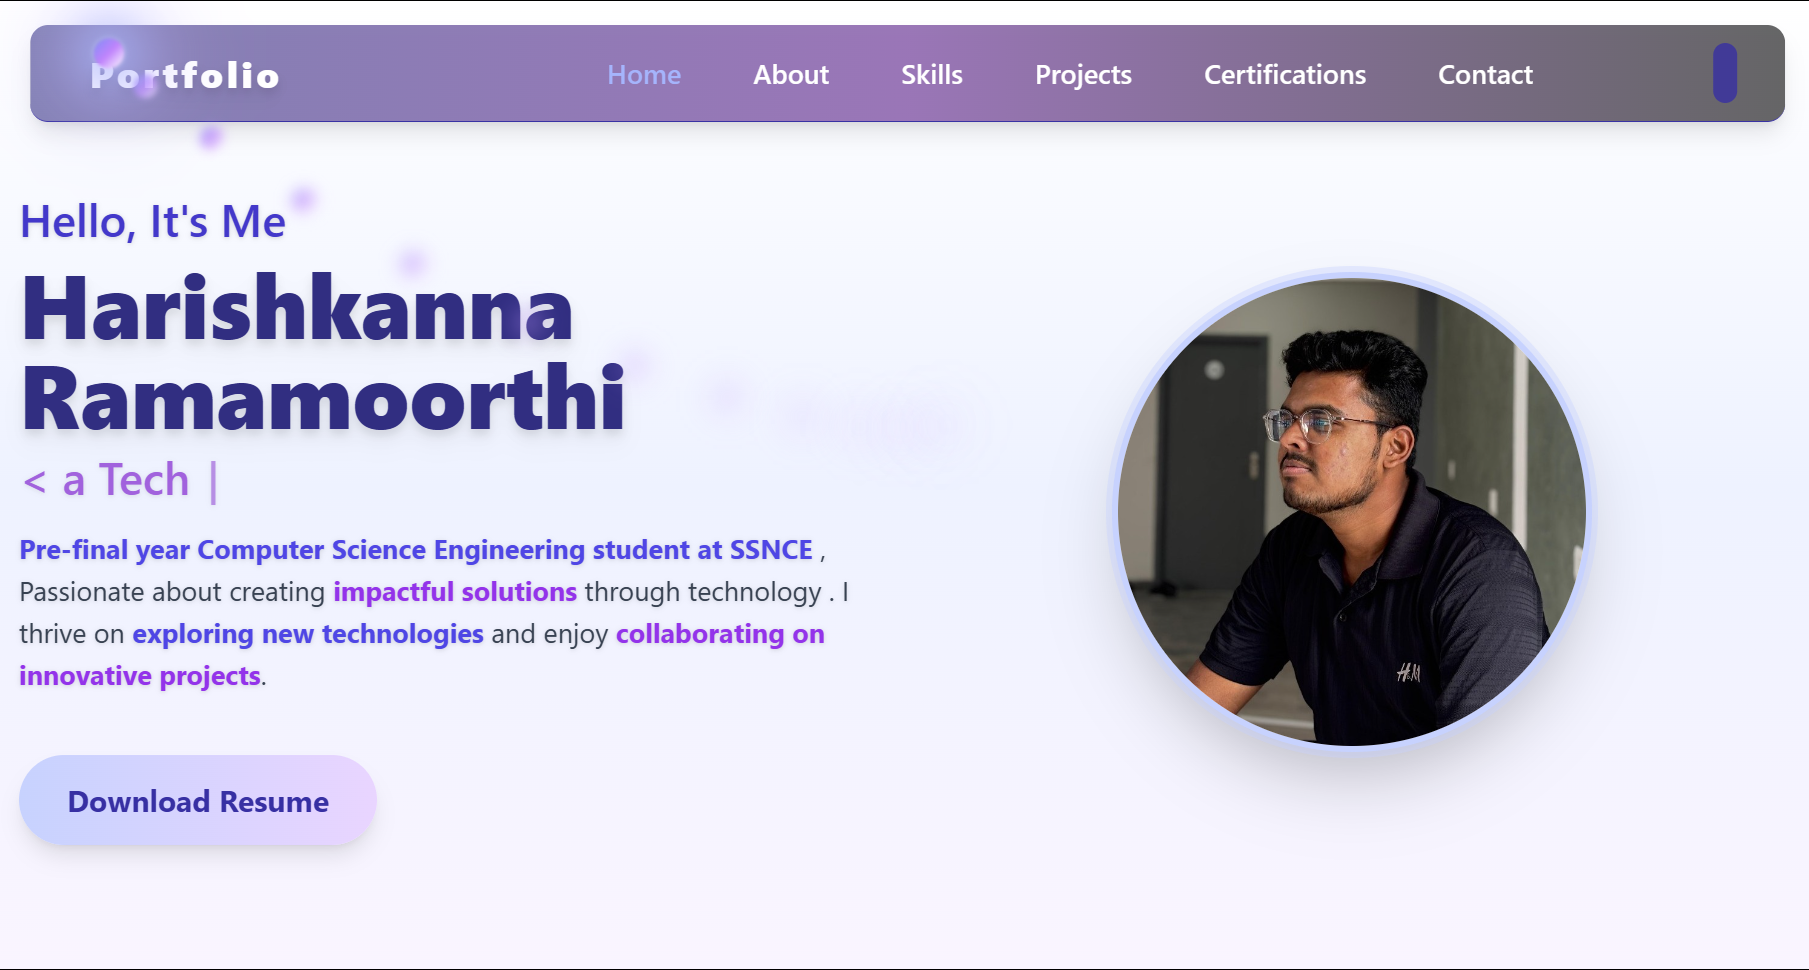 Portfolio
Home About Skills Projects Certifications Contact
Hello, It's Me
Harishkanna
Ramamoorthi
< a Tech |
Pre-final year Computer Science Engineering student at SSNCE ,
Passionate about creating impactful solutions through technology . I
thrive on exploring new technologies and enjoy collaborating on
innovative projects.
Download Resume
H&M